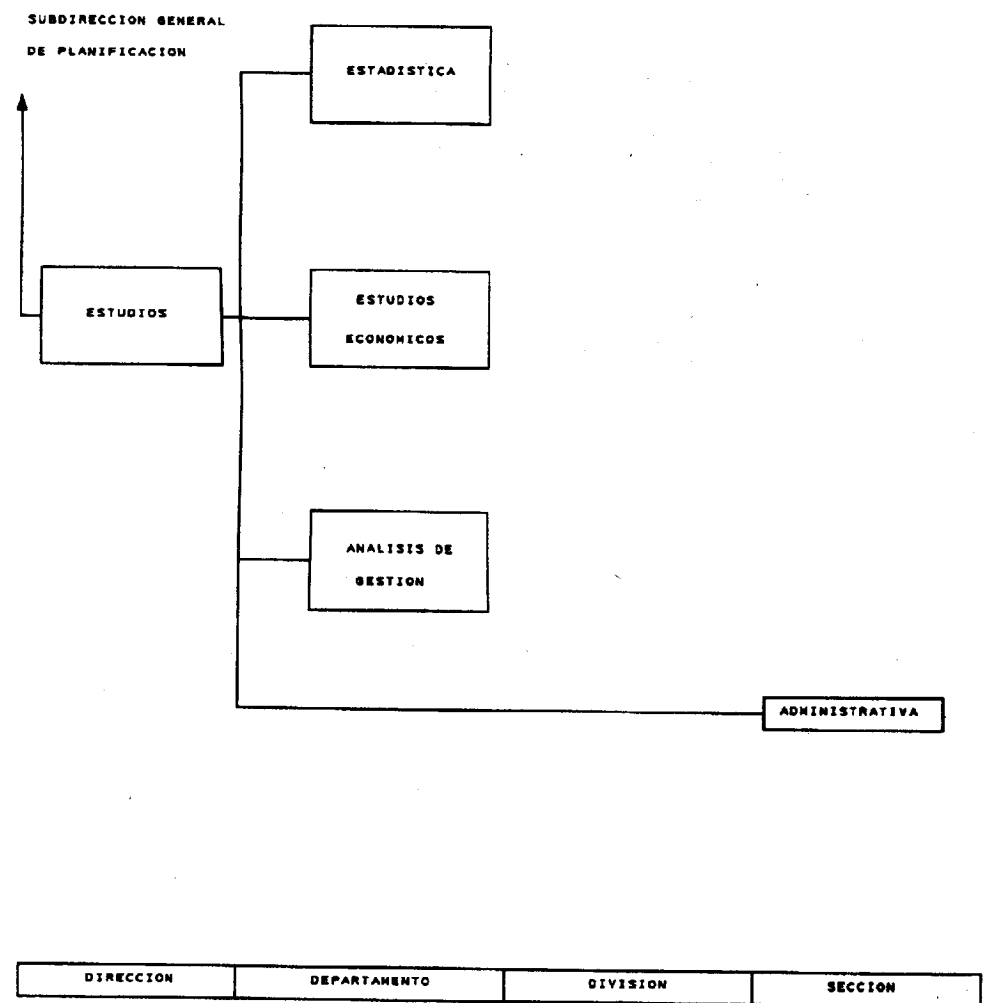 SUBDIRECCION GENERAL
DE PLANIFICACION
ESTADISTICA
ESTUDIOS
ESTUDIOS
ECONOMICOS
ANALISIS DE
GESTION
ADMINISTRATIVA
DIRECCION
DEPARTAMENTO
DIVISION
SECCION